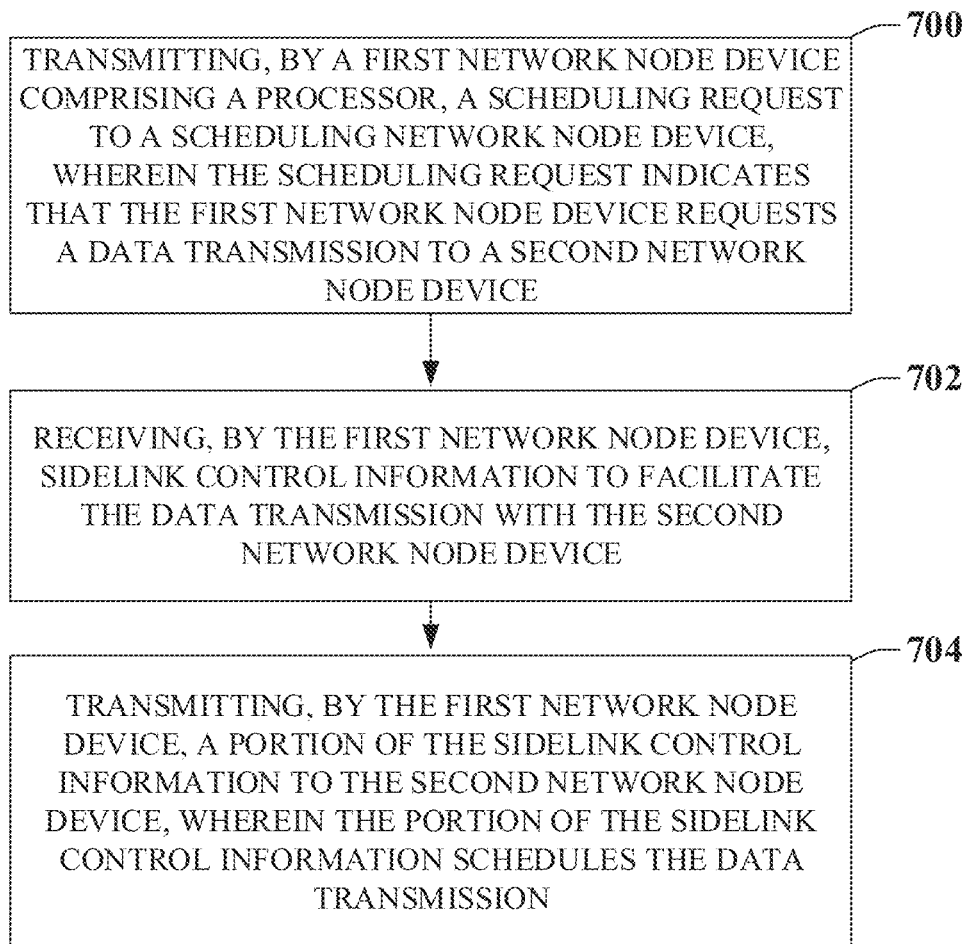 700
TRANSMITTING, BY A FIRST NETWORK NODE DEVICE
COMPRISING A PROCESSOR, A SCHEDULING REQUEST
TO A SCHEDULING NETWORK NODE DEVICE,
WHEREIN THE SCHEDULING REQUEST INDICATES
THAT THE FIRST NETWORK NODE DEVICE REQUESTS
A DATA TRANSMISSION TO A SECOND NETWORK
NODE DEVICE
702
RECEIVING, BY THE FIRST NETWORK NODE DEVICE,
SIDELINK CONTROL INFORMATION TO FACILITATE
THE DATA TRANSMISSION WITH THE SECOND
NETWORK NODE DEVICE
704
TRANSMITTING, BY THE FIRST NETWORK NODE
DEVICE, A PORTION OF THE SIDELINK CONTROL
INFORMATION TO THE SECOND NETWORK NODE
DEVICE, WHEREIN THE PORTION OF THE SIDELINK
CONTROL INFORMATION SCHEDULES THE DATA
TRANSMISSION